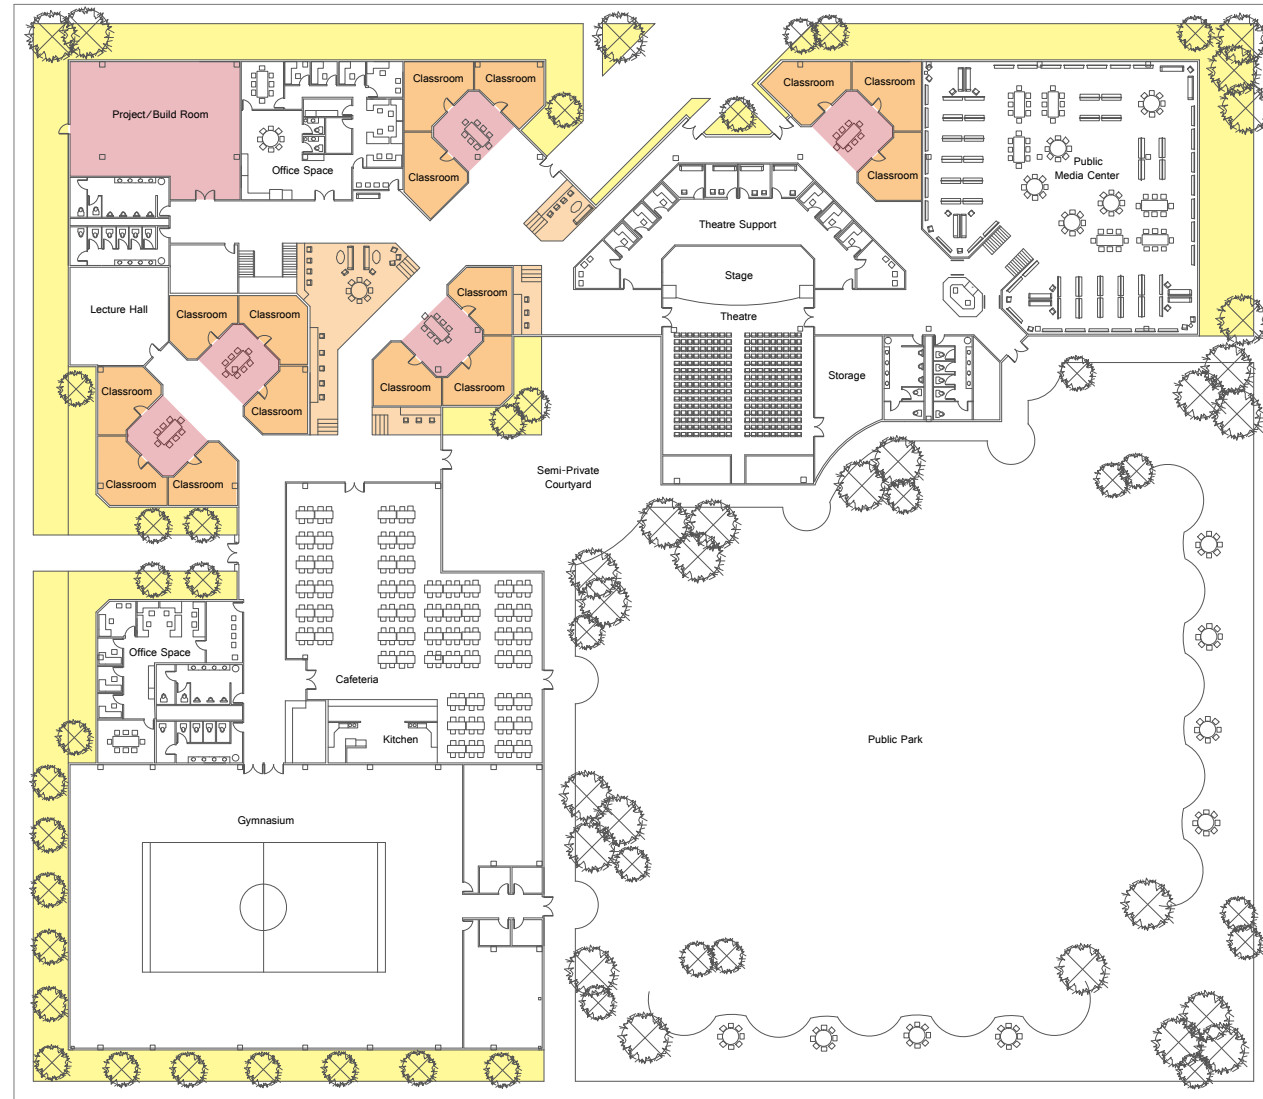 Classroom
Classroom
Classroom
Classroom
Project/Build Room
Office Space
Classroom
Classroom
Public
Media Center
Theatre Support
Stage
Theatre
Classroom
Lecture Hall
Classroom
Classroom
Storage
Classroom
Classroom
Classroom
Classroom
Semi-Private
Courtyard
Classroom
Classroom
Office Space
Cafeteria
Kitchen
Public Park
Gymnasium